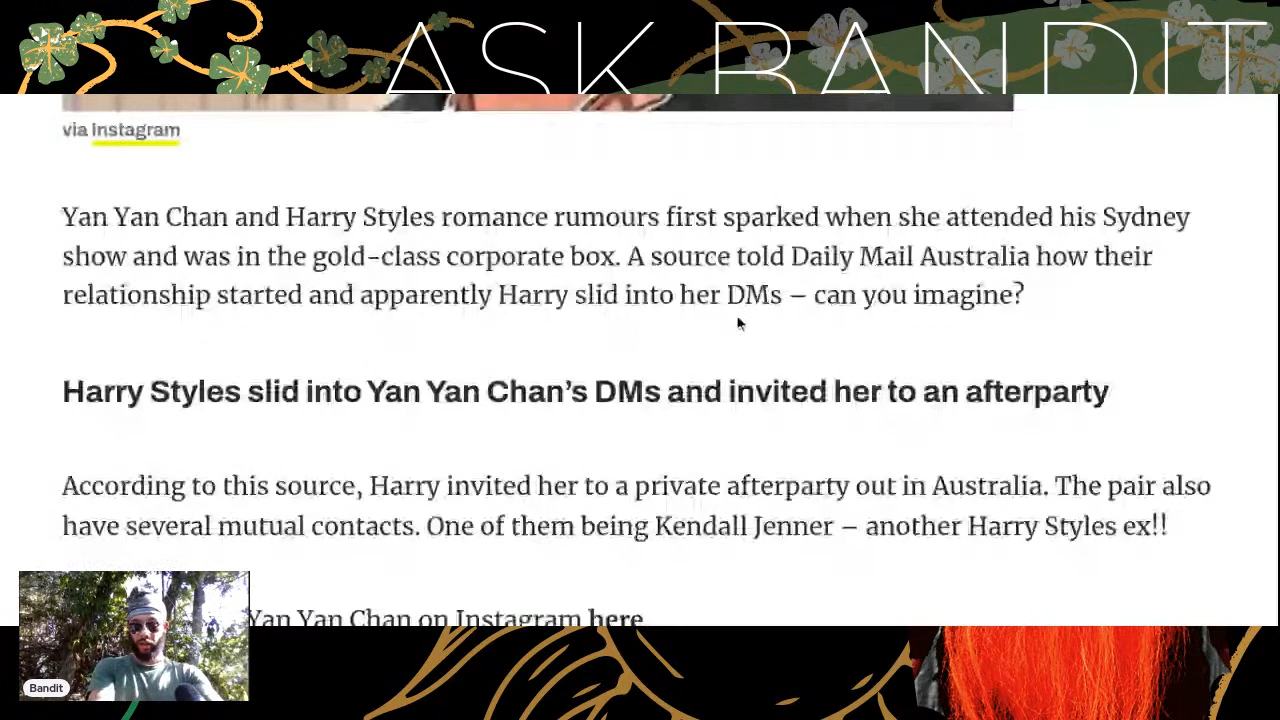 ASK BANDIT
via Instagram
Yan Yan Chan and Harry Styles romance rumours first sparked when she attended his Sydney
show and was in the gold-class corporate box. A source told Daily Mail Australia how their
relationship started and apparently Harry slid into her DMs – can you imagine?
Harry Styles slid into Yan Yan Chan’s DMs and invited her to an afterparty
According to this source, Harry invited her to a private afterparty out in Australia. The pair also
have several mutual contacts. One of them being Kendall Jenner – another Harry Styles ex!!
Yan Yan Chan on Instagram here
Bandit